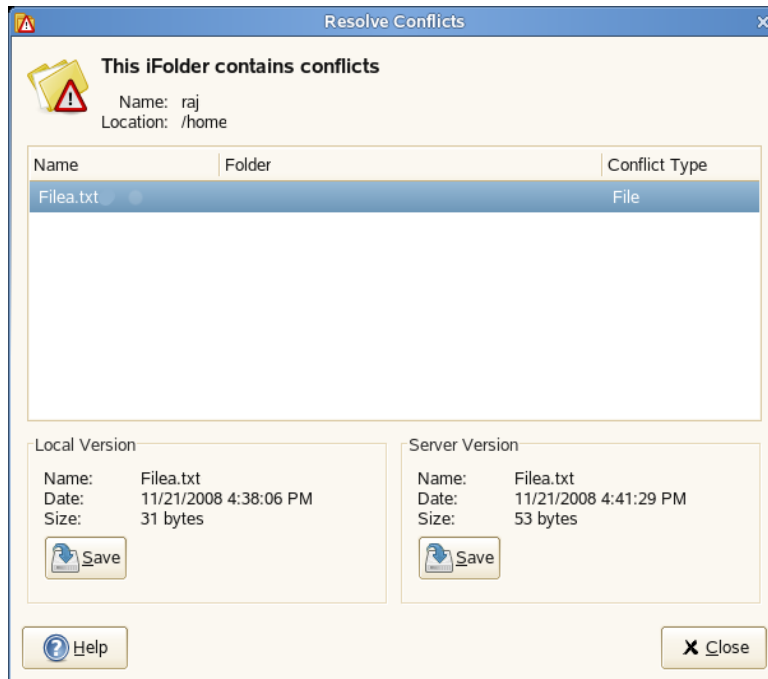 Resolve Conflicts
This iFolder contains conflicts
Name: raj
Location: /home
Name Folder Conflict Type
Filea.txt File
Local Version
Name: Filea.txt
Date: 11/21/2008 4:38:06 PM
Size: 31 bytes
Save
Server Version
Name: Filea.txt
Date: 11/21/2008 4:41:29 PM
Size: 53 bytes
Save
Help
Close